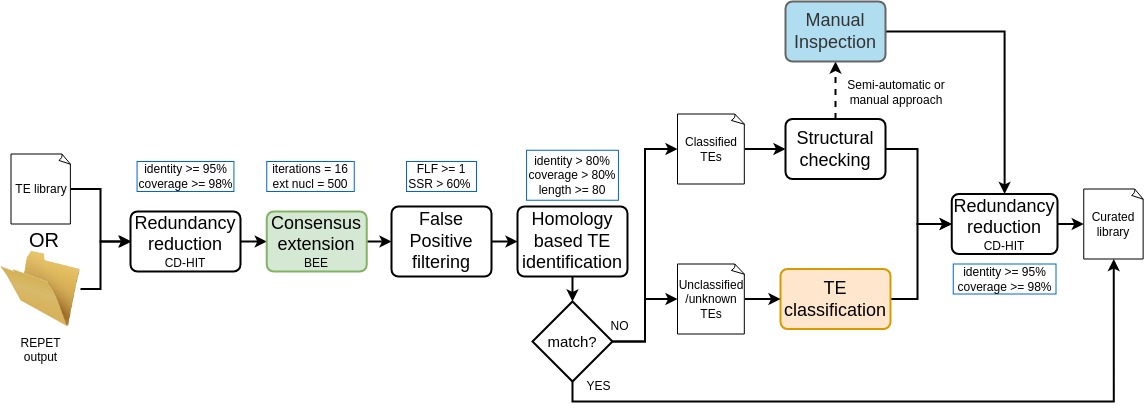 TE library
OR
REPET
output
identity >= 95%
coverage >= 98%
Redundancy
reduction
CD-HIT
iterations = 16
ext nucl = 500
Consensus
extension
BEE
FLF >= 1
SSR > 60%
False
Positive
filtering
identity > 80%
coverage > 80%
length >= 80
Homology
based TE
identification
match?
NO
YES
Classified
TEs
Unclassified
/unknown
TEs
Manual
Inspection
Semi-automatic or
manual approach
Structural
checking
TE
classification
Redundancy
reduction
CD-HIT
identity >= 95%
coverage >= 98%
Curated
library